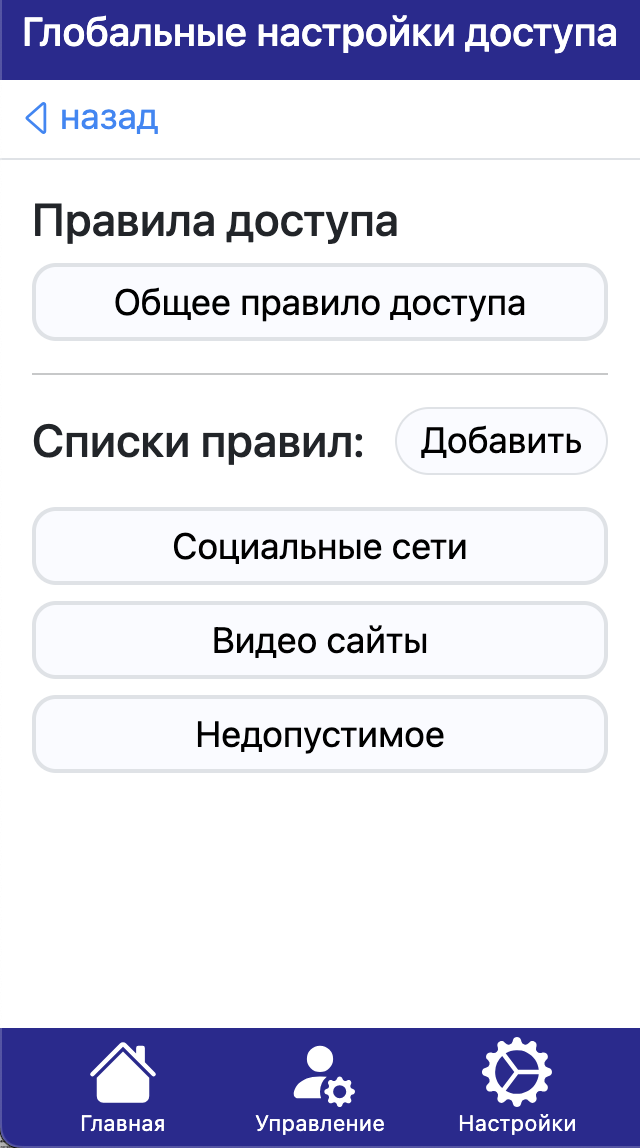 Глобальные настройки доступа
назад
Правила доступа
Общее правило доступа
Списки правил:
Добавить
Социальные сети
Видео сайты
Недопустимое
Главная
Управление
Настройки